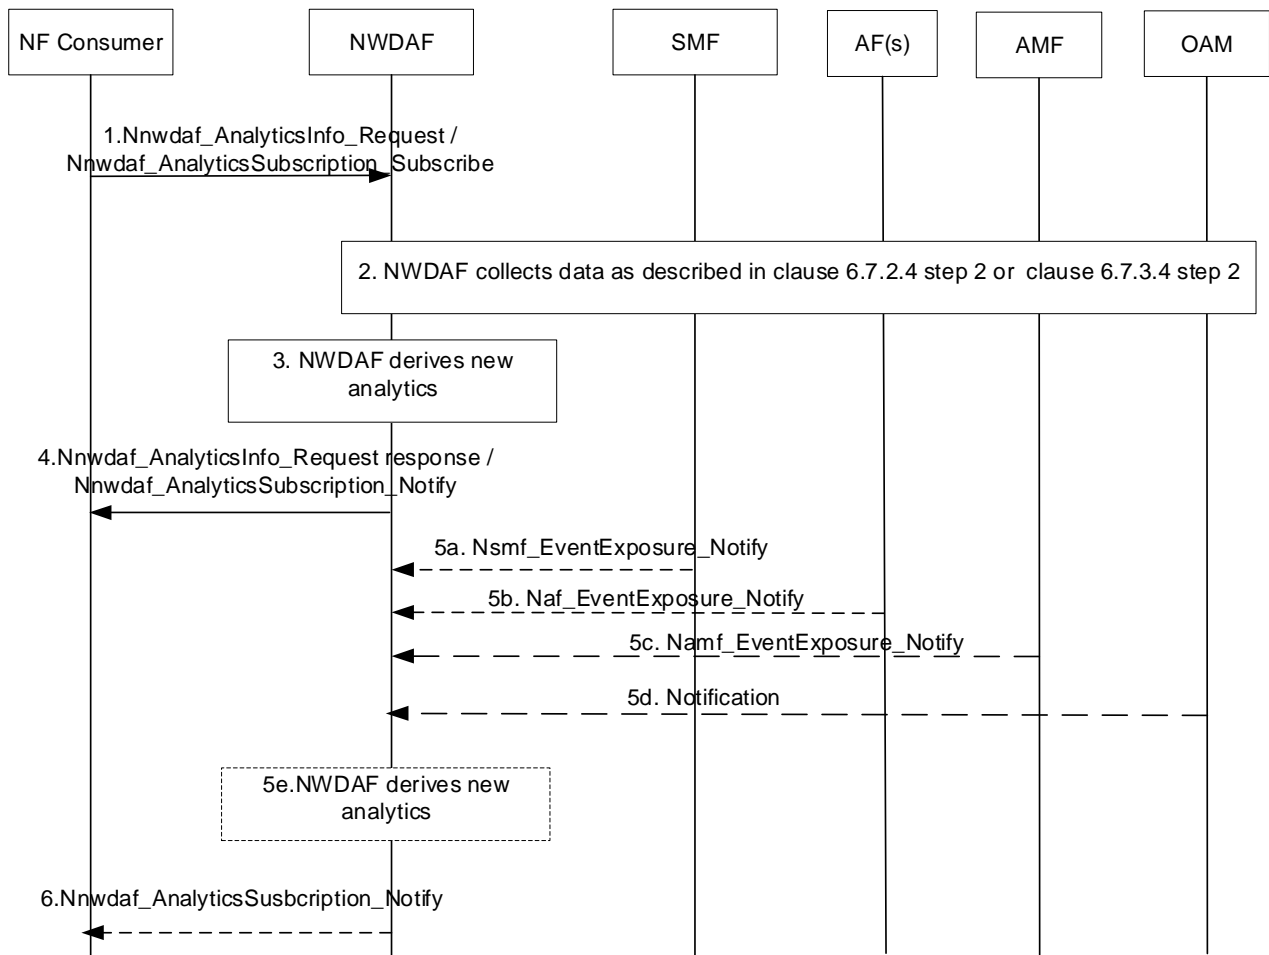 NF Consumer
NWDAF
SMF
AF(s)
AMF
OAM
1.Nnwdaf_AnalyticsInfo_Request /
Nnwdaf_AnalyticsSubscription_Subscribe
2. NWDAF collects data as described in clause 6.7.2.4 step 2 or clause 6.7.3.4 step 2
3. NWDAF derives new
analytics
4.Nnwdaf_AnalyticsInfo_Request response /
Nnwdaf_AnalyticsSubscription_Notify
5a. Nsmf_EventExposure_Notify
5b. Naf_EventExposure_Notify
5c. Namf_EventExposure_Notify
5d. Notification
5e.NWDAF derives new
analytics
6.Nnwdaf_AnalyticsSusbcription_Notify